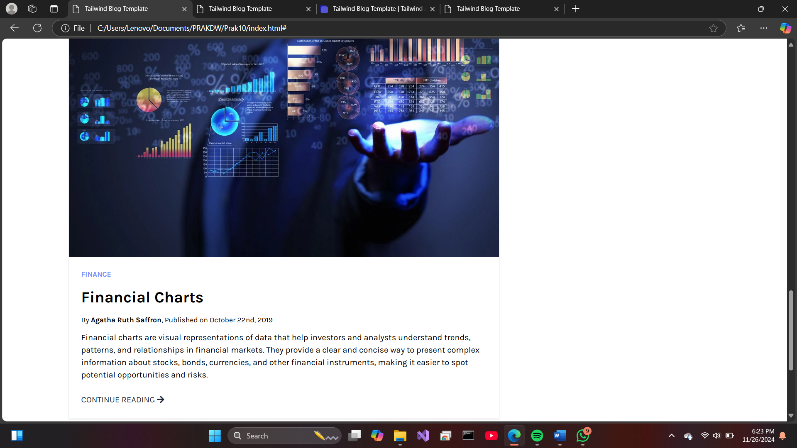 Tailwind Blog Template
Tailwind Blog Template
Tailwind Blog Template | Tailwind
Tailwind Blog Template
File
C:/Users/Lenovo/Documents/PRAKDW/Prak10/index.html#
FINANCE
Financial Charts
By Agatha Ruth Saffron, Published on October 22nd, 2019
Financial charts are visual representations of data that help investors and analysts understand trends,
patterns, and relationships in financial markets. They provide a clear and concise way to present complex
information about stocks, bonds, currencies, and other financial instruments, making it easier to spot
potential opportunities and risks.
CONTINUE READING →
Search
6:23 PM
11/26/2024